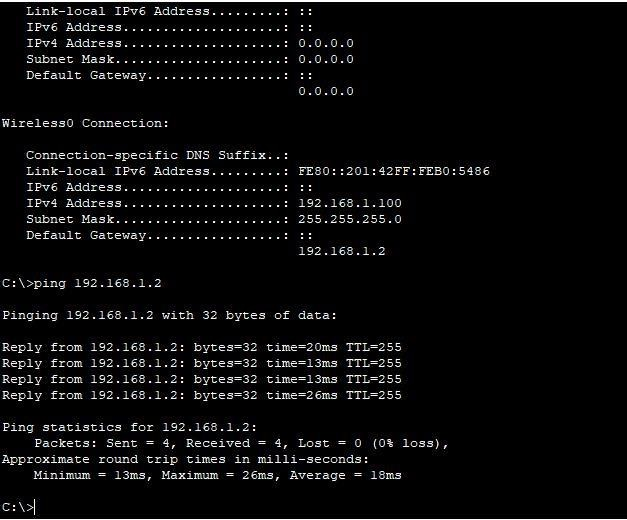 Link-local IPv6 Address.........: ::
IPv6 Address....................: ::
IPv4 Address....................: 0.0.0.0
Subnet Mask.....................: 0.0.0.0
Default Gateway.................: ::
0.0.0.0
Wireless0 Connection:
Connection-specific DNS Suffix..:
Link-local IPv6 Address.........: FE80::201:42FF:FEB0:5486
IPv6 Address....................: ::
IPv4 Address....................: 192.168.1.100
Subnet Mask.....................: 255.255.255.0
Default Gateway.................: ::
192.168.1.2
C:\>ping 192.168.1.2
Pinging 192.168.1.2 with 32 bytes of data:
Reply from 192.168.1.2: bytes=32 time=20ms TTL=255
Reply from 192.168.1.2: bytes=32 time=13ms TTL=255
Reply from 192.168.1.2: bytes=32 time=13ms TTL=255
Reply from 192.168.1.2: bytes=32 time=26ms TTL=255
Ping statistics for 192.168.1.2:
Packets: Sent = 4, Received = 4, Lost = 0 (0% loss),
Approximate round trip times in milli-seconds:
Minimum = 13ms, Maximum = 26ms, Average = 18ms
C:\>